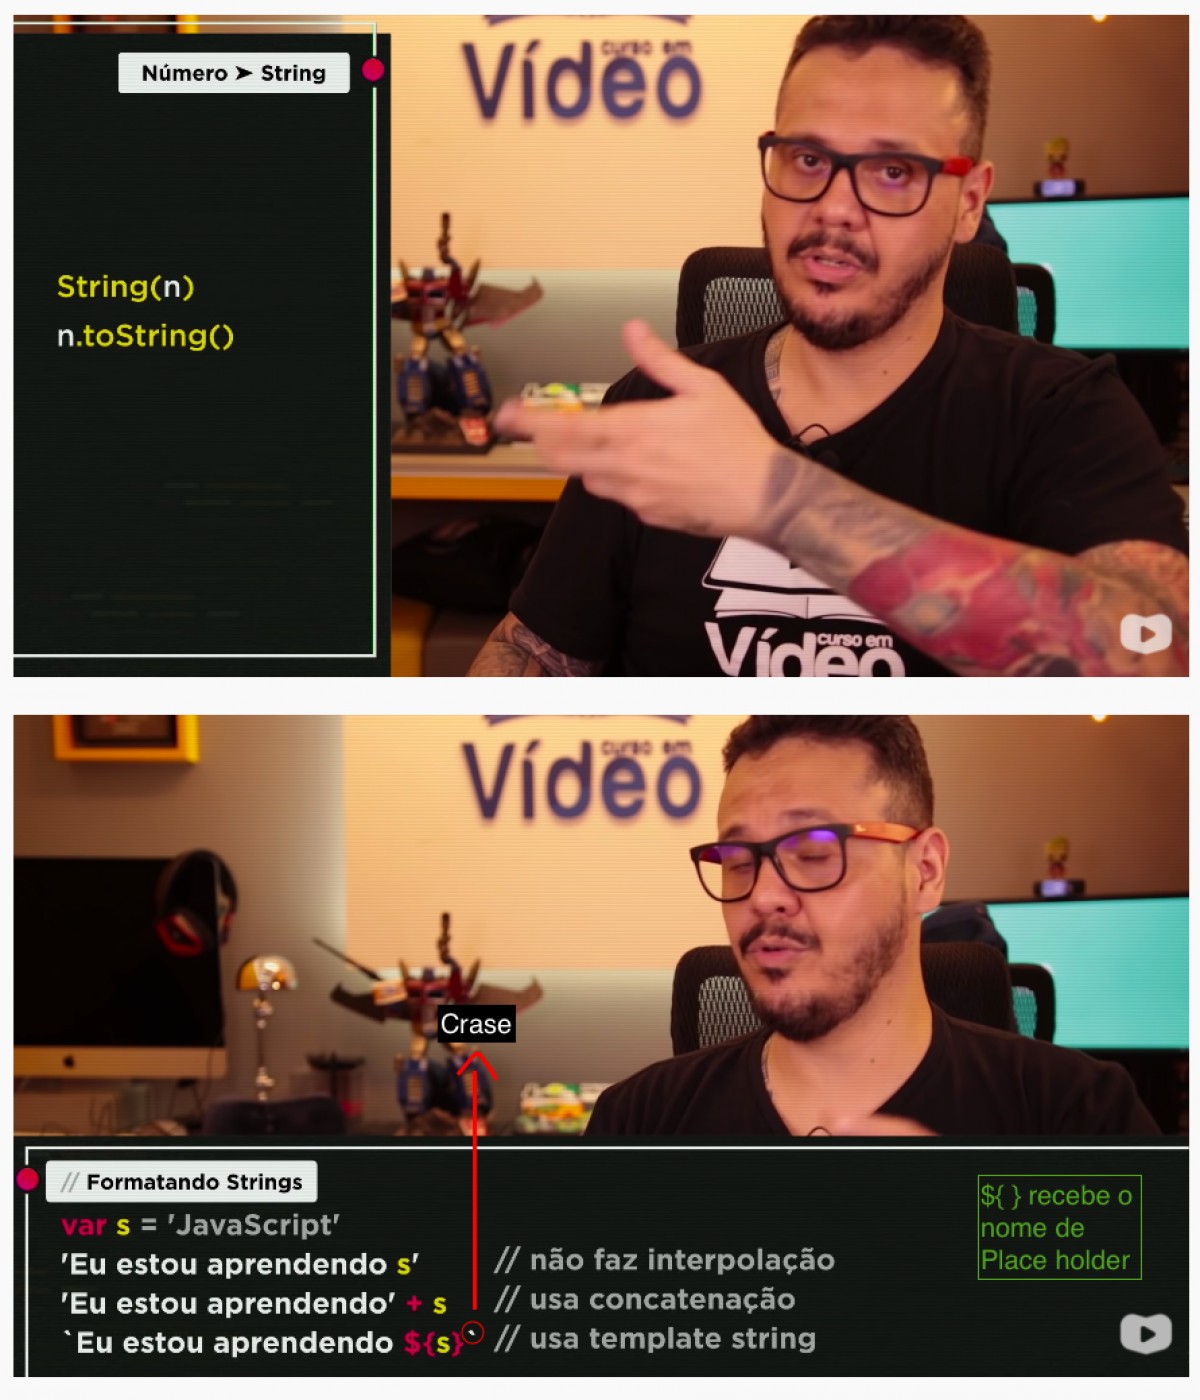 Número ➤ String
curso em
Vídeo
String(n)
n.toString()
curso em
Vídeo
curso em
Vídeo
Crase
// Formatando Strings
var s = 'JavaScript'
'Eu estou aprendendo s' // não faz interpolação
'Eu estou aprendendo' + s // usa concatenação
`Eu estou aprendendo ${s}` // usa template string
${ } recebe o
nome de
Place holder